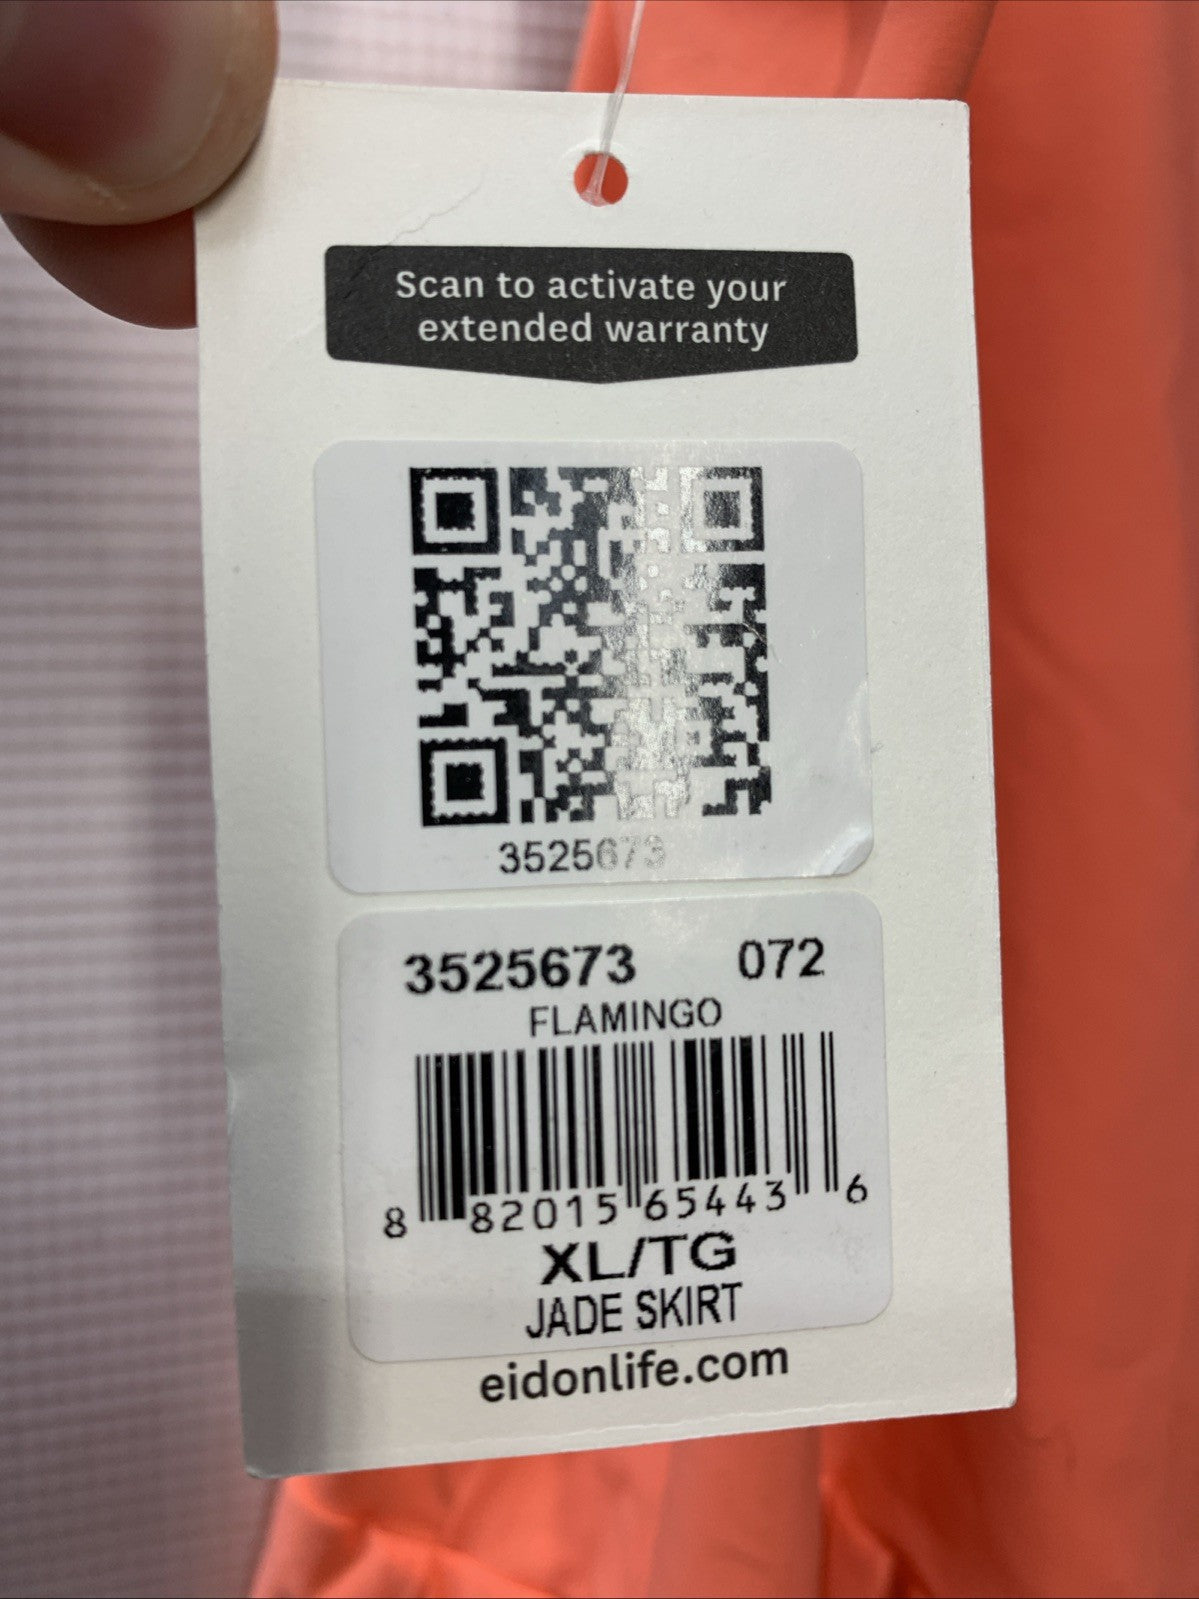 Scan to activate your
extended warranty
3525673
3525673 072
FLAMINGO
8 82015 65443 6
XL/TG
JADE SKIRT
eidonlife.com